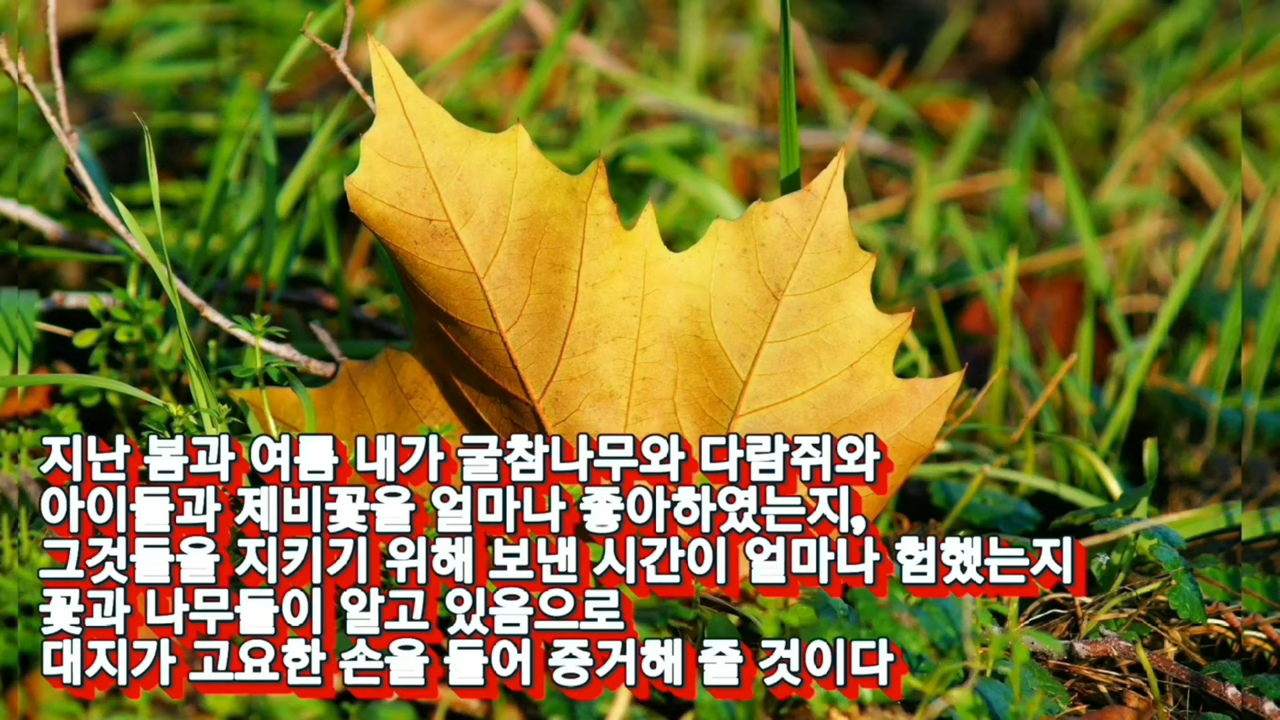 지난 봄과 여름 내가 굴참나무와 다람쥐와
아이들과 제비꽃을 얼마나 좋아하였는지,
그것들을 지키기 위해 보낸 시간이 얼마나 험했는지
꽃과 나무들이 알고 있음으로
대지가 고요한 손을 들어 증거해 줄 것이다